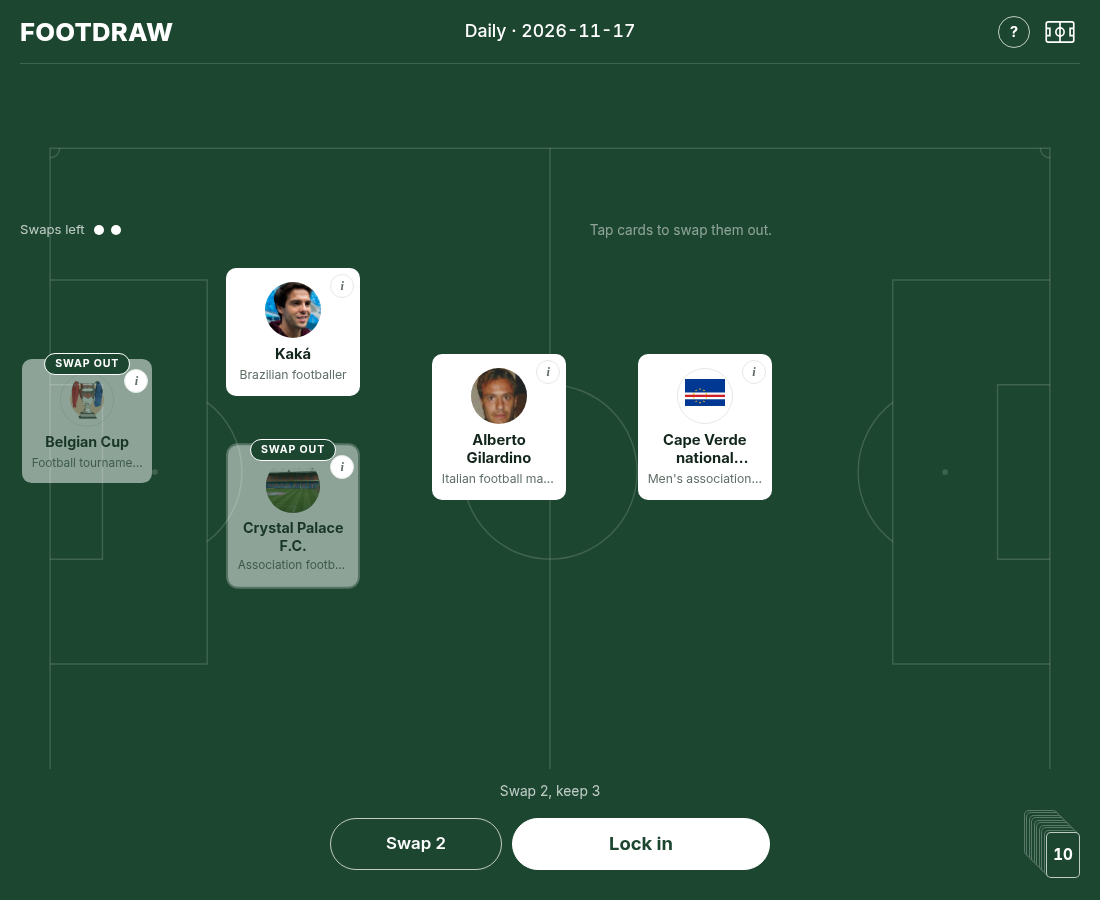 FOOTDRAW
Daily · 2026-11-17
?
Swaps left
Tap cards to swap them out.
i
Kaká
Brazilian footballer
SWAP OUT
i
Belgian Cup
Football tourname...
SWAP OUT
i
Crystal Palace
F.C.
Association footb...
i
Alberto
Gilardino
Italian football ma...
i
Cape Verde
national...
Men's association...
Swap 2, keep 3
Swap 2
Lock in
10